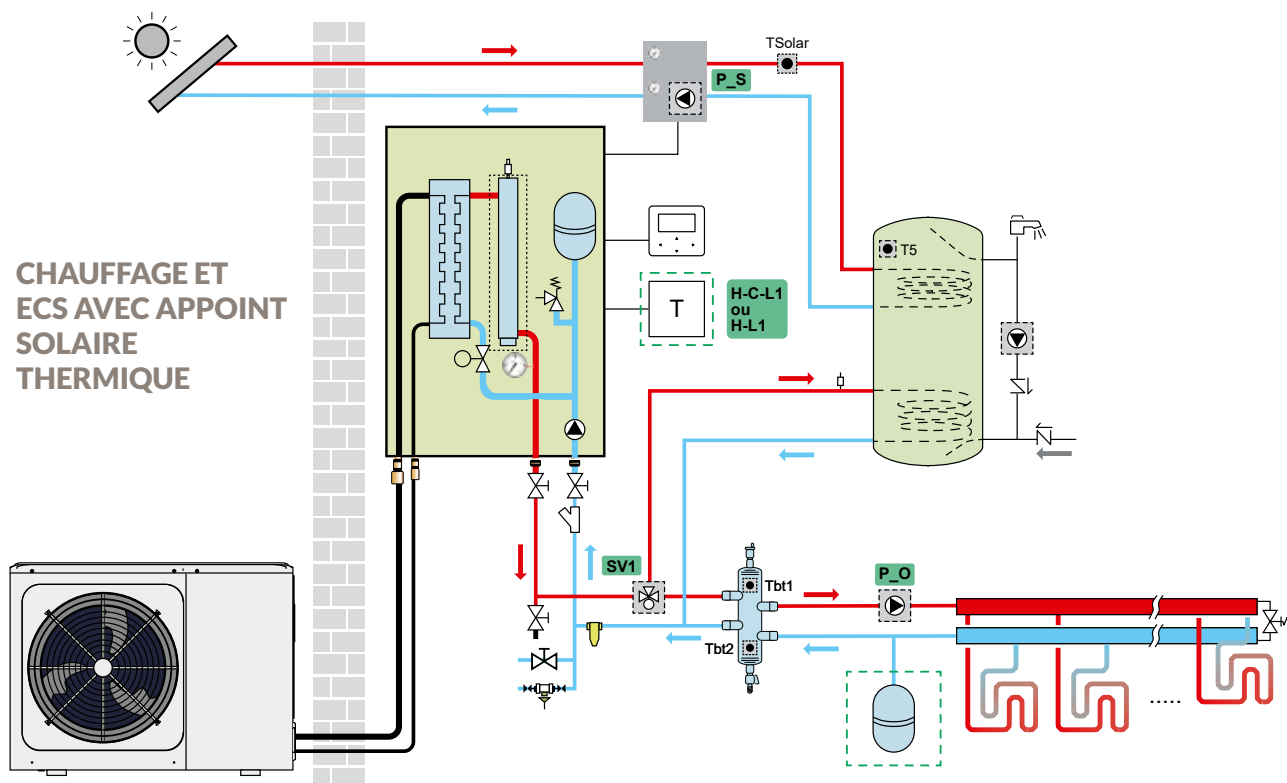 TSolar
P_S
T5
CHAUFFAGE ET
ECS AVEC APPOINT
SOLAIRE
THERMIQUE
T
H-C-L1
ou
H-L1
SV1
Tbt1
P_O
Tbt2
.....